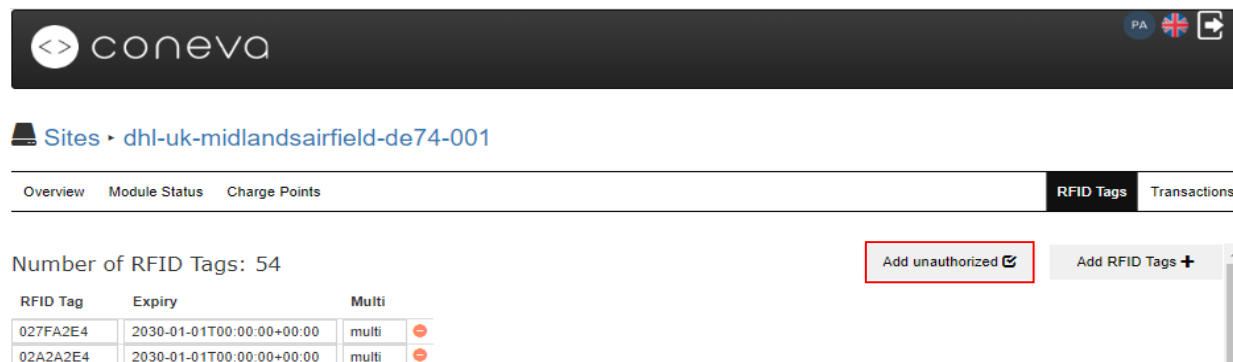 coneva
PA
Sites ‣ dhl-uk-midlandsairfield-de74-001
Overview Module Status Charge Points RFID Tags Transactions
Number of RFID Tags: 54 Add unauthorized Add RFID Tags +
RFID Tag Expiry Multi
027FA2E4 2030-01-01T00:00:00+00:00 multi
02A2A2E4 2030-01-01T00:00:00+00:00 multi